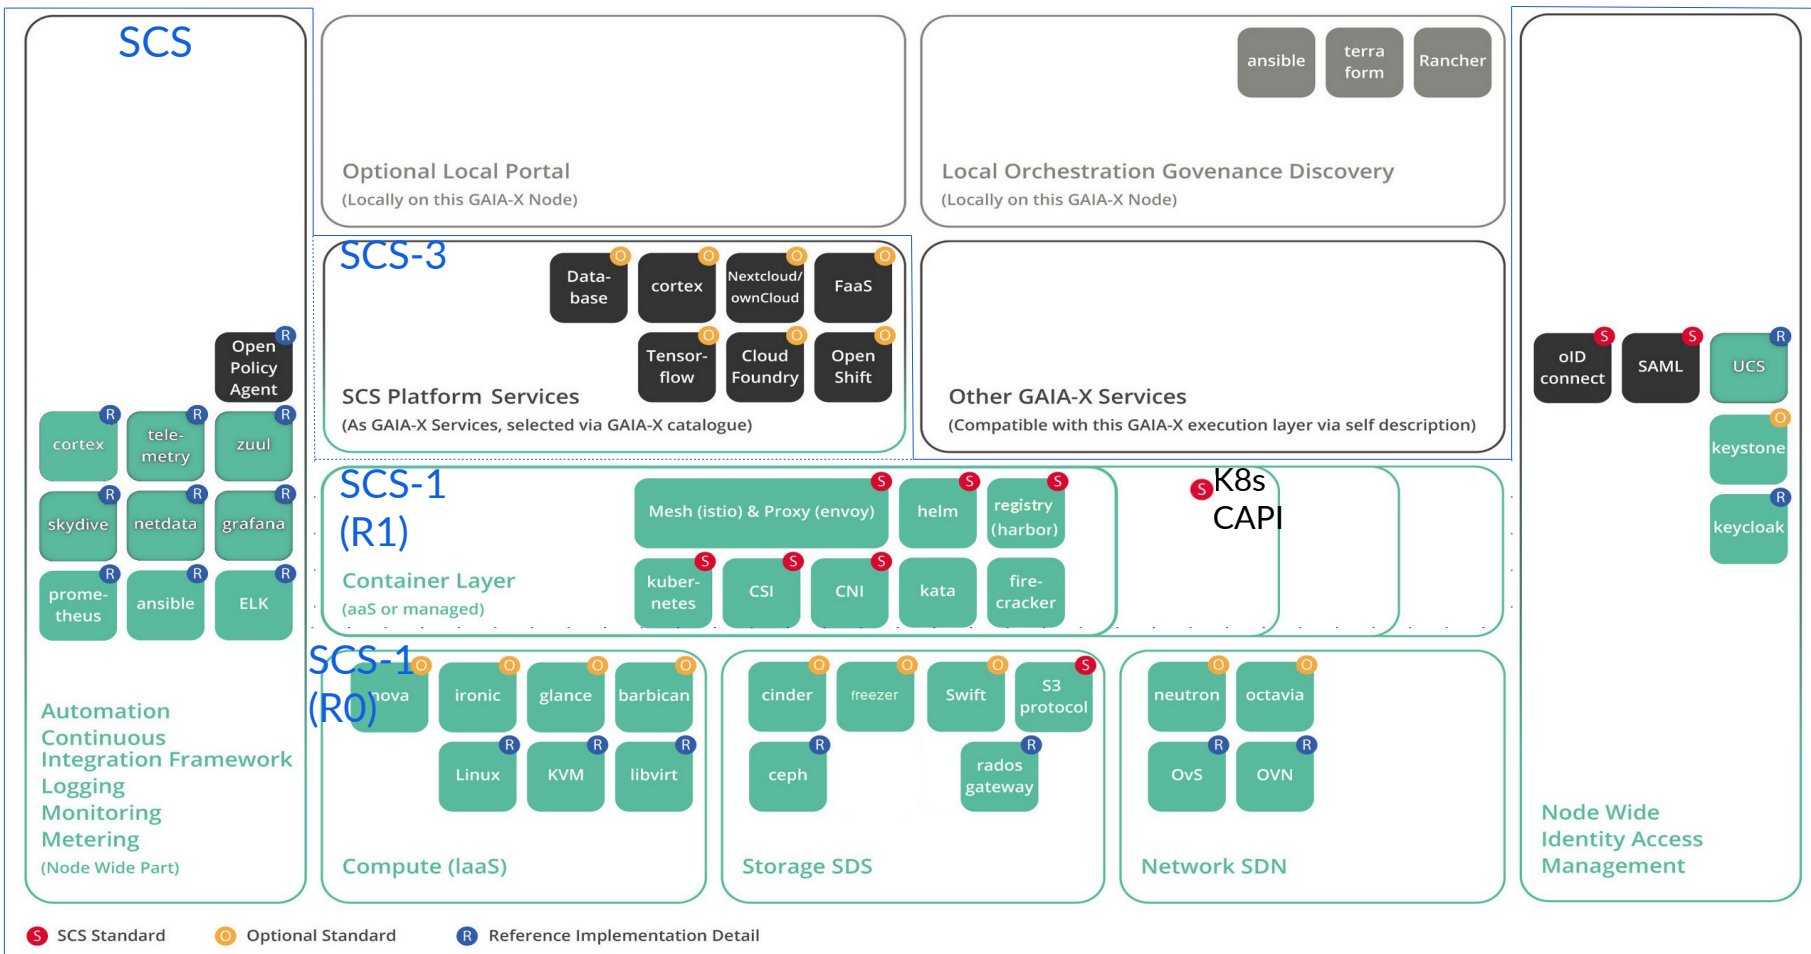 SCS
R
Open
Policy
Agent
R
cortex
R
tele-
metry
R
zuul
R
skydive
R
netdata
R
grafana
R
prome-
theus
R
ansible
R
ELK
Automation
Continuous
Integration Framework
Logging
Monitoring
Metering
(Node Wide Part)
Optional Local Portal
(Locally on this GAIA-X Node)
ansible
terra
form
Rancher
Local Orchestration Govenance Discovery
(Locally on this GAIA-X Node)
SCS-3
O
Data-
base
O
cortex
O
Nextcloud/
ownCloud
O
FaaS
O
Tensor-
flow
O
Cloud
Foundry
O
Open
Shift
SCS Platform Services
(As GAIA-X Services, selected via GAIA-X catalogue)
Other GAIA-X Services
(Compatible with this GAIA-X execution layer via self description)
SCS-1
(R1)
S
Mesh (istio) & Proxy (envoy)
S
helm
S
registry
(harbor)
S
kuber-
netes
S
CSI
S
CNI
kata
fire-
cracker
Container Layer
(aaS or managed)
S
K8s
CAPI
SCS-1
(R0)
O
nova
O
ironic
O
glance
O
barbican
R
Linux
R
KVM
R
libvirt
Compute (IaaS)
O
cinder
O
freezer
O
Swift
S
S3
protocol
R
ceph
R
rados
gateway
Storage SDS
O
neutron
O
octavia
R
OvS
R
OVN
Network SDN
S
oID
connect
S
SAML
R
UCS
O
keystone
R
keycloak
Node Wide
Identity Access
Management
S SCS Standard
O Optional Standard
R Reference Implementation Detail